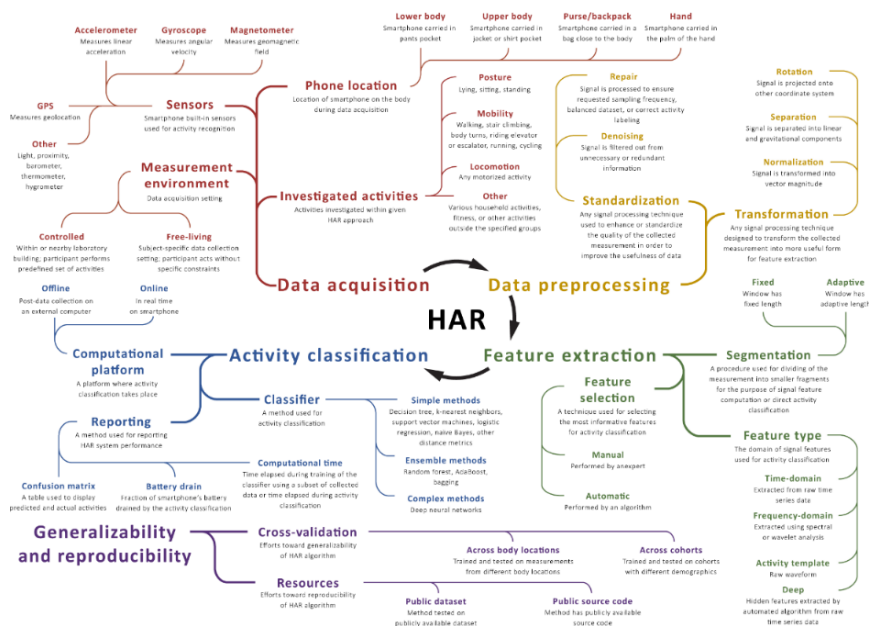 Accelerometer
Measures linear
acceleration
Gyroscope
Measures angular
velocity
Magnetometer
Measures geomagnetic
field
GPS
Measures geolocation
Other
Light, proximity,
barometer,
thermometer,
hygrometer
Sensors
Smartphone built-in sensors
used for activity recognition
Measurement
environment
Data acquisition setting
Controlled
Within or nearby laboratory
building, participant performs
predefined set of activities
Free-living
Subject-specific data collection
setting; participant acts without
specific constraints
Lower body
Smartphone carried in
pants pocket
Upper body
Smartphone carried in
jacket or shirt pocket
Purse/backpack
Smartphone carried in a
bag close to the body
Hand
Smartphone carried in
the palm of the hand
Phone location
Location of smartphone on the body
during data acquisition
Investigated activities
Activities investigated within given
HAR approach
Posture
Lying, sitting, standing
Mobility
Walking, stair climbing,
body turns, riding elevator
or escalator, running, cycling
Locomotion
Any motorized activity
Other
Various household activities,
fitness, or other activities
outside the specified groups
Data acquisition
Repair
Signal is processed to ensure
requested sampling frequency,
balanced dataset, or correct activity
labeling
Denoising
Signal is filtered out from
unnecessary or redundant
information
Standardization
Any signal processing technique
used to enhance or standardize
the quality of the collected
measurement in order to
improve the usefulness of data
Rotation
Signal is projected onto
other coordinate system
Separation
Signal is separated into linear
and gravitational components
Normalization
Signal is transformed into
vector magnitude
Transformation
Any signal processing technique
designed to transform the collected
measurement into more useful form
for feature extraction
Data preprocessing
HAR
Offline
Post-data collection on
an external computer
Online
In real time
on smartphone
Computational
platform
A platform where activity
classification takes place
Activity classification
Classifier
A method used for
activity classification
Simple methods
Decision tree, k-nearest neighbors,
support vector machines, logistic
regression, naive Bayes, other
distance metrics
Ensemble methods
Random forest, AdaBoost,
bagging
Complex methods
Deep neural networks
Reporting
A method used for reporting
HAR system performance
Confusion matrix
A table used to display
predicted and actual activities
Battery drain
Fraction of smartphone's battery
drained by the activity classification
Computational time
Time elapsed during training of the
classifier using a subset of collected
data or time elapsed during activity
classification
Feature extraction
Fixed
Window has
fixed length
Adaptive
Window has
adaptive length
Segmentation
A procedure used for dividing of the
measurement into smaller fragments
for the purpose of signal feature
computation or direct activity
classification
Feature
selection
A technique used for selecting
the most informative features
for activity classification
Manual
Performed by anexpert
Automatic
Performed by an algorithm
Feature type
The domain of signal features
used for activity classification
Time-domain
Extracted from raw time
series data
Frequency-domain
Extracted using spectral
or wavelet analysis
Activity template
Raw waveform
Deep
Hidden features extracted by
automated algorithm from raw
time series data
Generalizability
and reproducibility
Cross-validation
Efforts toward generalizability
of HAR algorithm
Across body locations
Trained and tested on measurements
from different body locations
Across cohorts
Trained and tested on cohorts
with different demographics
Resources
Efforts toward reproducibility
of HAR algorithm
Public dataset
Method tested on
publicly available dataset
Public source code
Method has publicly available
source code